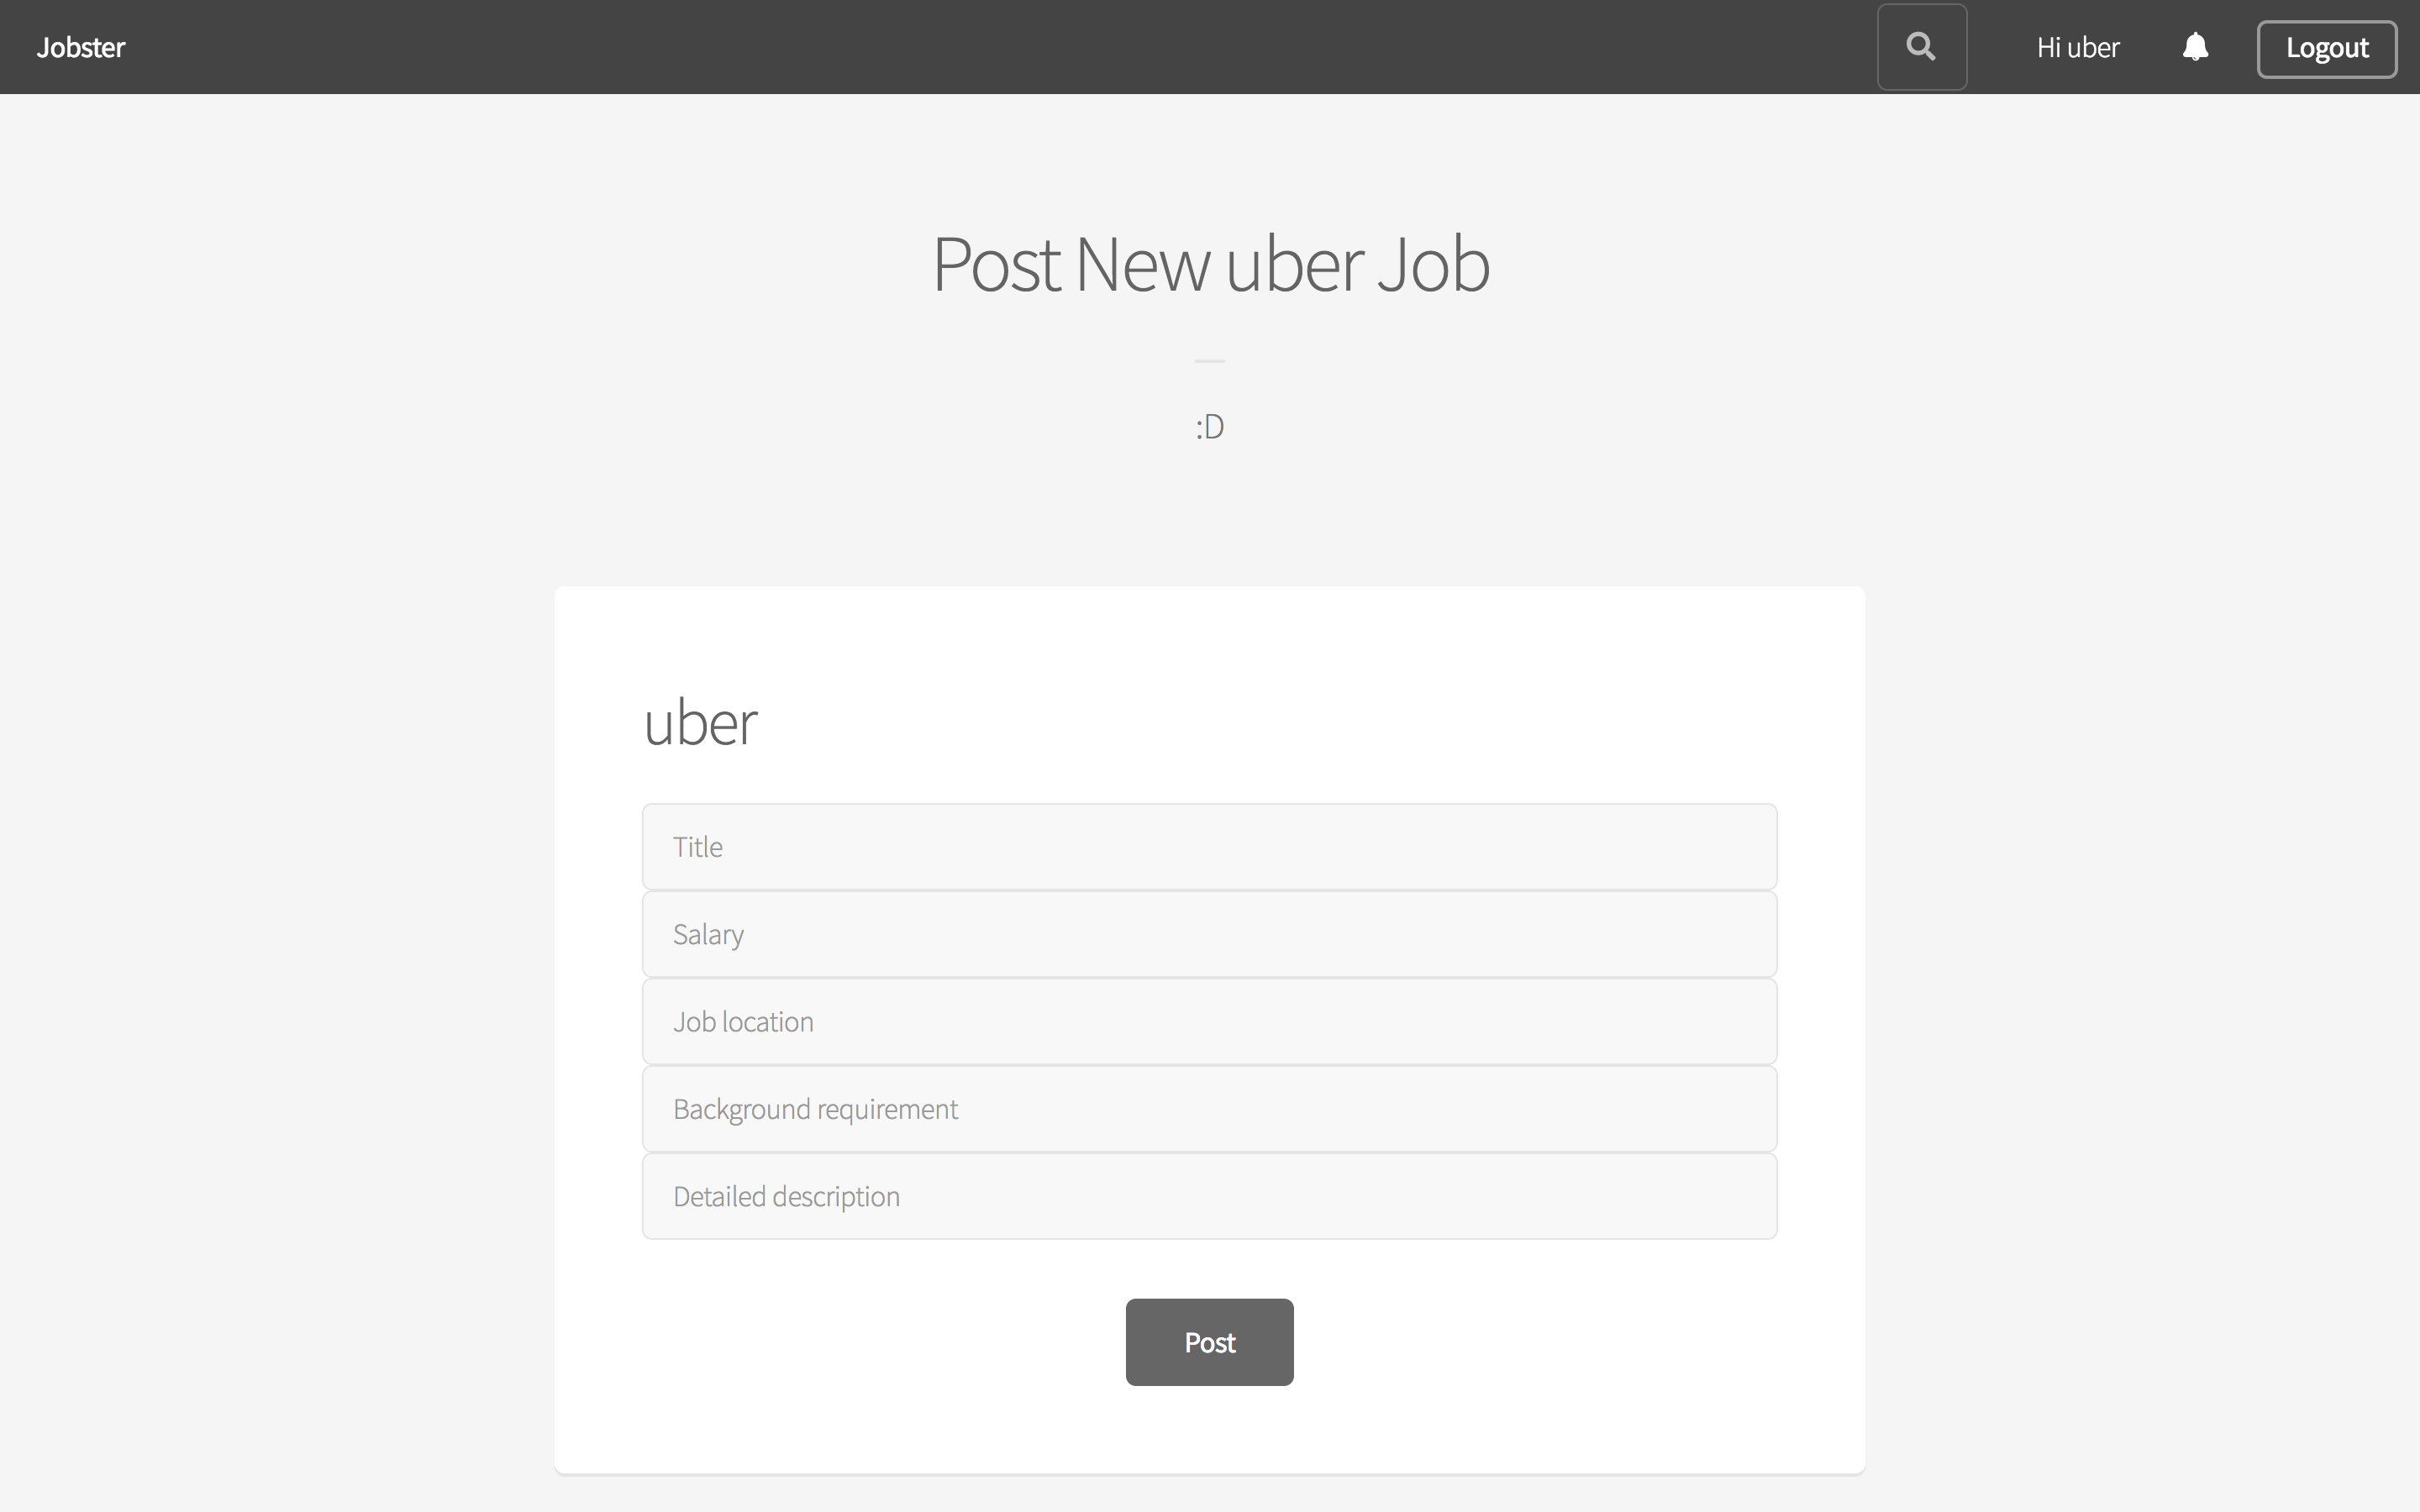 Jobster
Hi uber
Logout
Post New uber Job
:D
uber
Title
Salary
Job location
Background requirement
Detailed description
Post